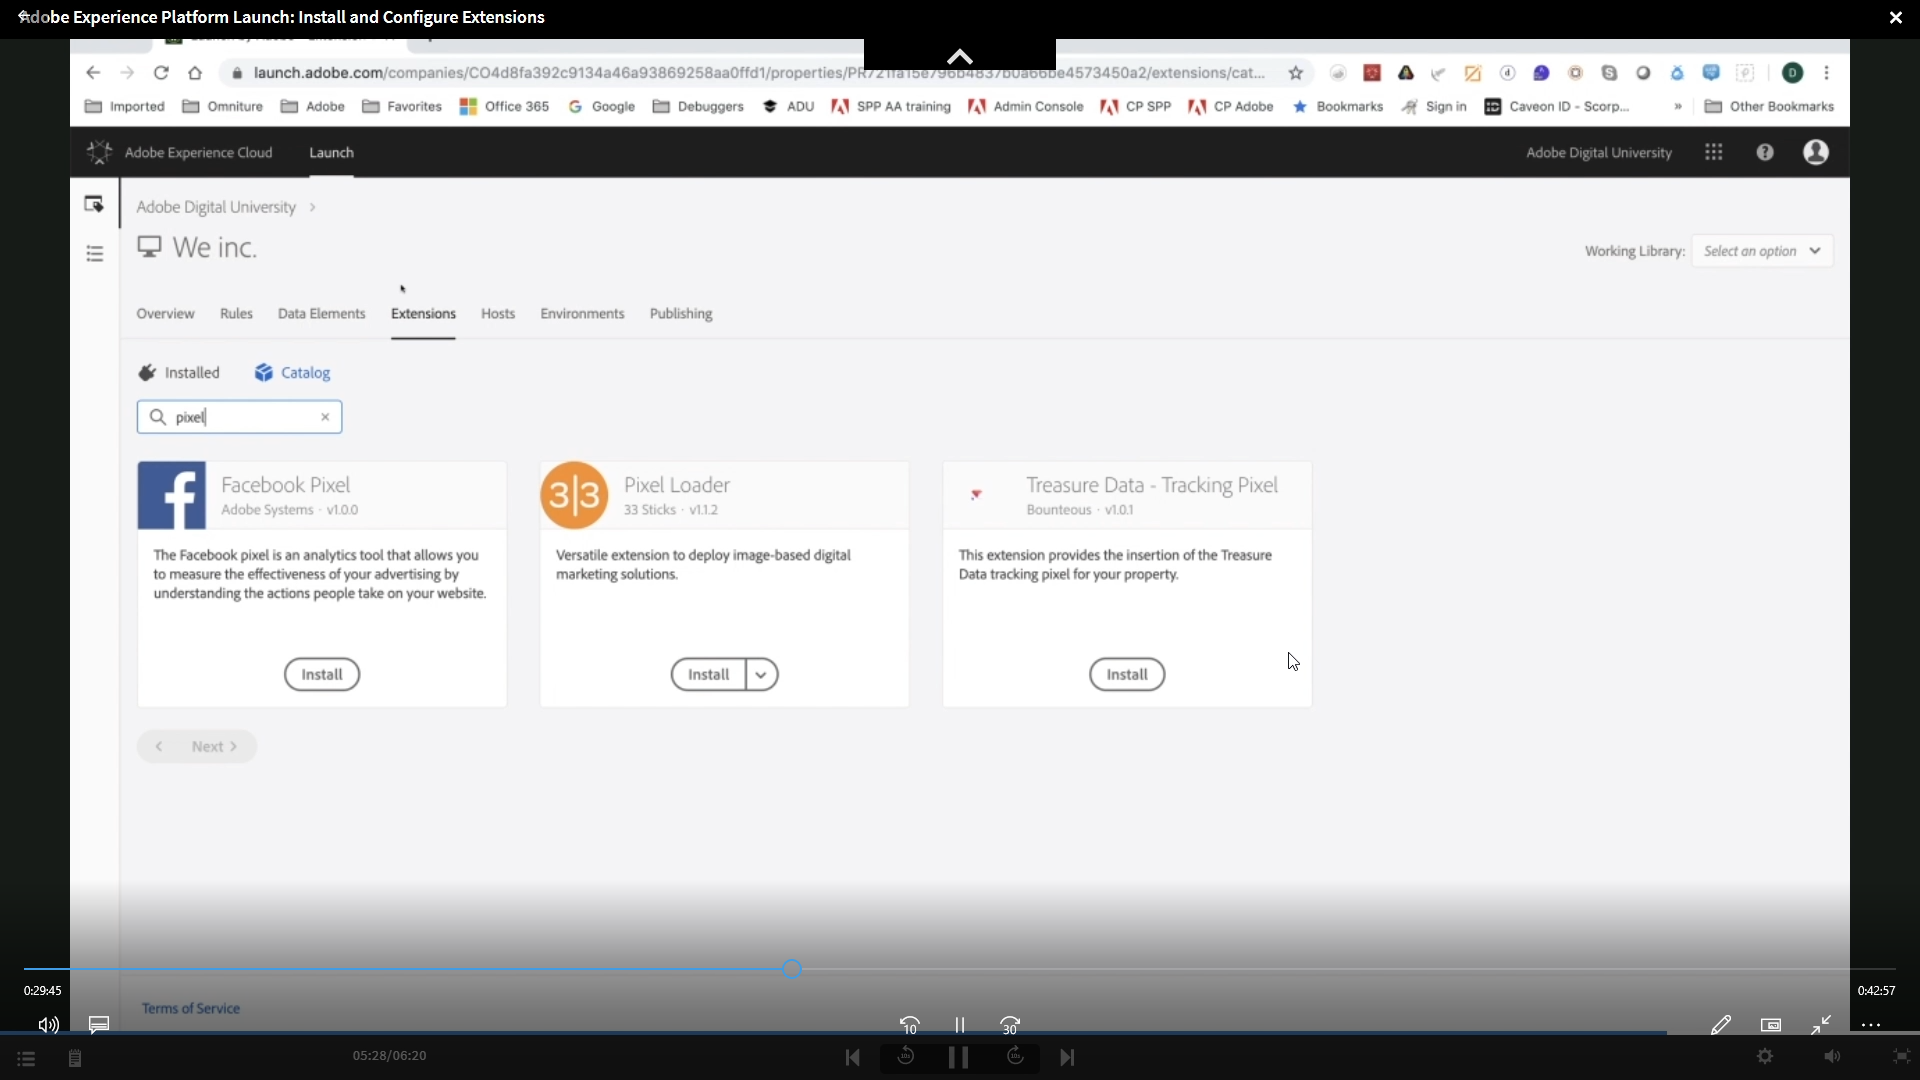 Adobe Experience Platform Launch: Install and Configure Extensions
launch.adobe.com/companies/CO4d8fa392c9134a46a93869258aa0ffd1/properties/PR721fa15e796b4837b0a66be4573450a2/extensions/cat...
Imported Omniture Adobe Favorites Office 365 Google Debuggers ADU SPP AA training Admin Console CP SPP CP Adobe Bookmarks Sign in Caveon ID - Scorp... » Other Bookmarks
Adobe Experience Cloud Launch Adobe Digital University
Adobe Digital University >
We inc.
Working Library: Select an option
Overview Rules Data Elements Extensions Hosts Environments Publishing
Installed Catalog
pixel
Facebook Pixel
Adobe Systems · v1.0.0
The Facebook pixel is an analytics tool that allows you
to measure the effectiveness of your advertising by
understanding the actions people take on your website.
Install
3|3
Pixel Loader
33 Sticks · v1.1.2
Versatile extension to deploy image-based digital
marketing solutions.
Install
Treasure Data - Tracking Pixel
Bounteous · v1.0.1
This extension provides the insertion of the Treasure
Data tracking pixel for your property.
Install
< Next >
0:29:45 0:42:57
Terms of Service
10 30
05:28/06:20